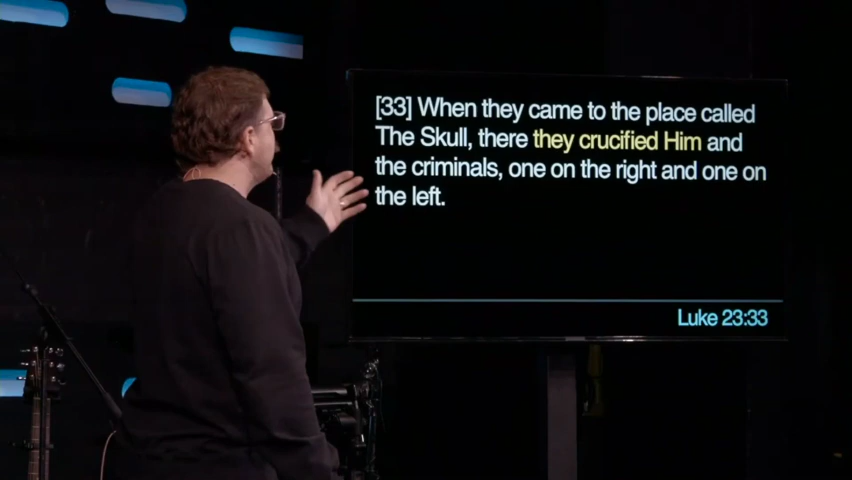 [33] When they came to the place called
The Skull, there they crucified Him and
the criminals, one on the right and one on
the left.
Luke 23:33